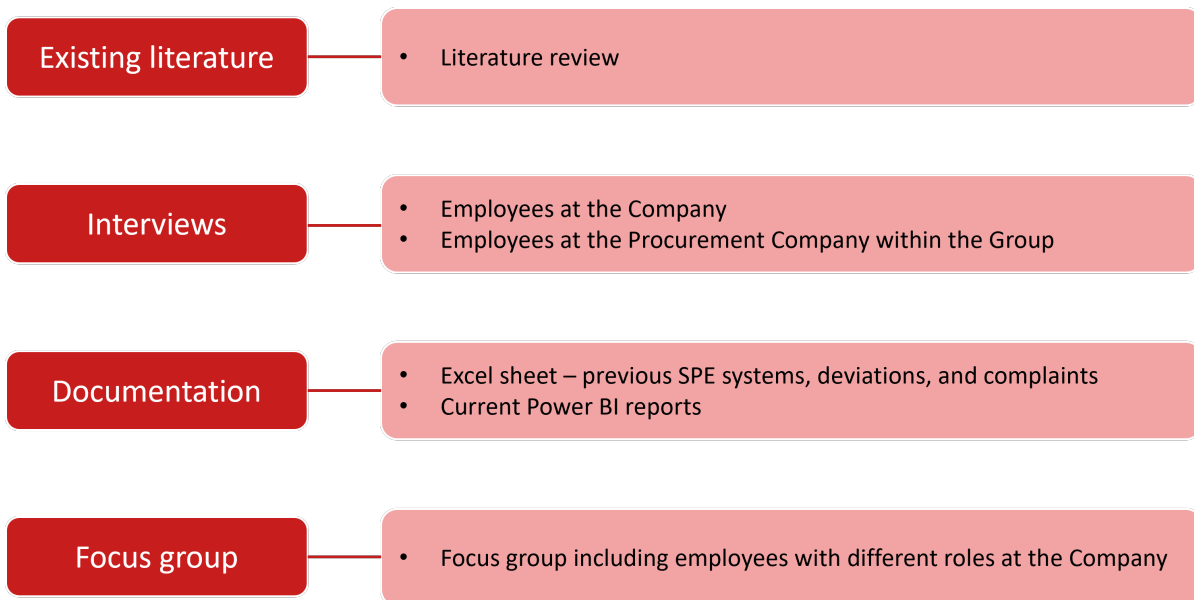 Existing literature
• Literature review
Interviews
• Employees at the Company
• Employees at the Procurement Company within the Group
Documentation
• Excel sheet – previous SPE systems, deviations, and complaints
• Current Power BI reports
Focus group
• Focus group including employees with different roles at the Company